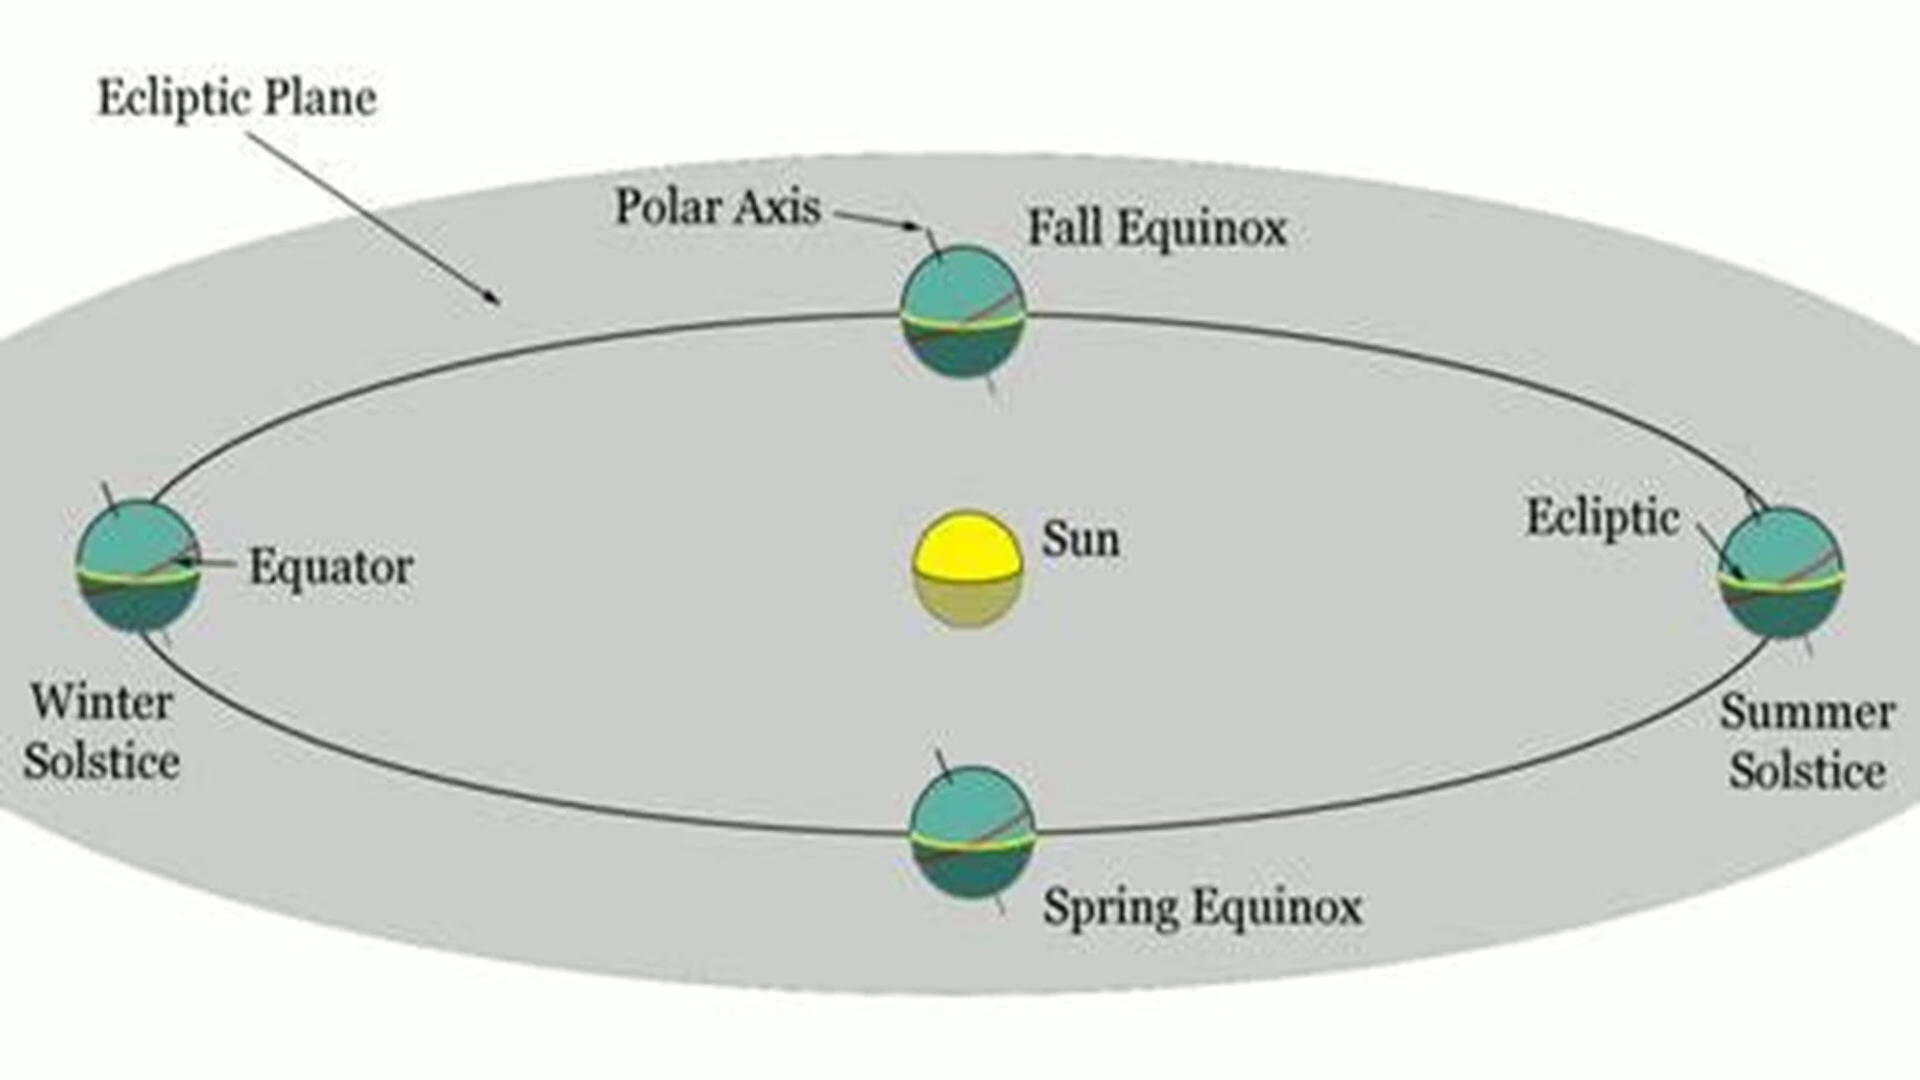 Ecliptic Plane
Polar Axis
Fall Equinox
Ecliptic
Sun
Equator
Winter
Solstice
Summer
Solstice
Spring Equinox